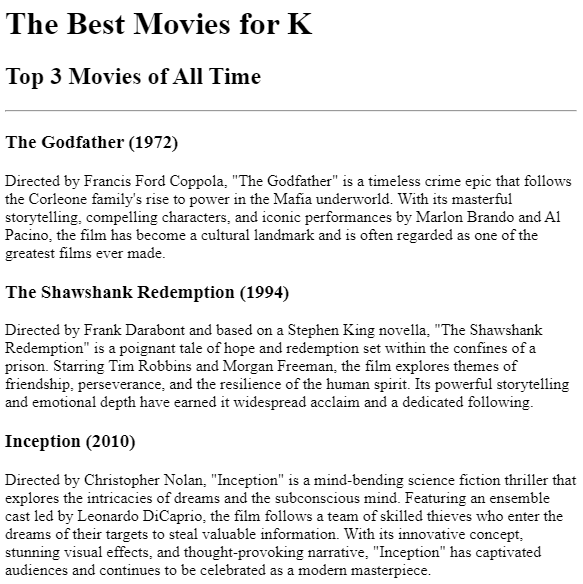 The Best Movies for K
Top 3 Movies of All Time
The Godfather (1972)
Directed by Francis Ford Coppola, "The Godfather" is a timeless crime epic that follows
the Corleone family's rise to power in the Mafia underworld. With its masterful
storytelling, compelling characters, and iconic performances by Marlon Brando and Al
Pacino, the film has become a cultural landmark and is often regarded as one of the
greatest films ever made.
The Shawshank Redemption (1994)
Directed by Frank Darabont and based on a Stephen King novella, "The Shawshank
Redemption" is a poignant tale of hope and redemption set within the confines of a
prison. Starring Tim Robbins and Morgan Freeman, the film explores themes of
friendship, perseverance, and the resilience of the human spirit. Its powerful storytelling
and emotional depth have earned it widespread acclaim and a dedicated following.
Inception (2010)
Directed by Christopher Nolan, "Inception" is a mind-bending science fiction thriller that
explores the intricacies of dreams and the subconscious mind. Featuring an ensemble
cast led by Leonardo DiCaprio, the film follows a team of skilled thieves who enter the
dreams of their targets to steal valuable information. With its innovative concept,
stunning visual effects, and thought-provoking narrative, "Inception" has captivated
audiences and continues to be celebrated as a modern masterpiece.